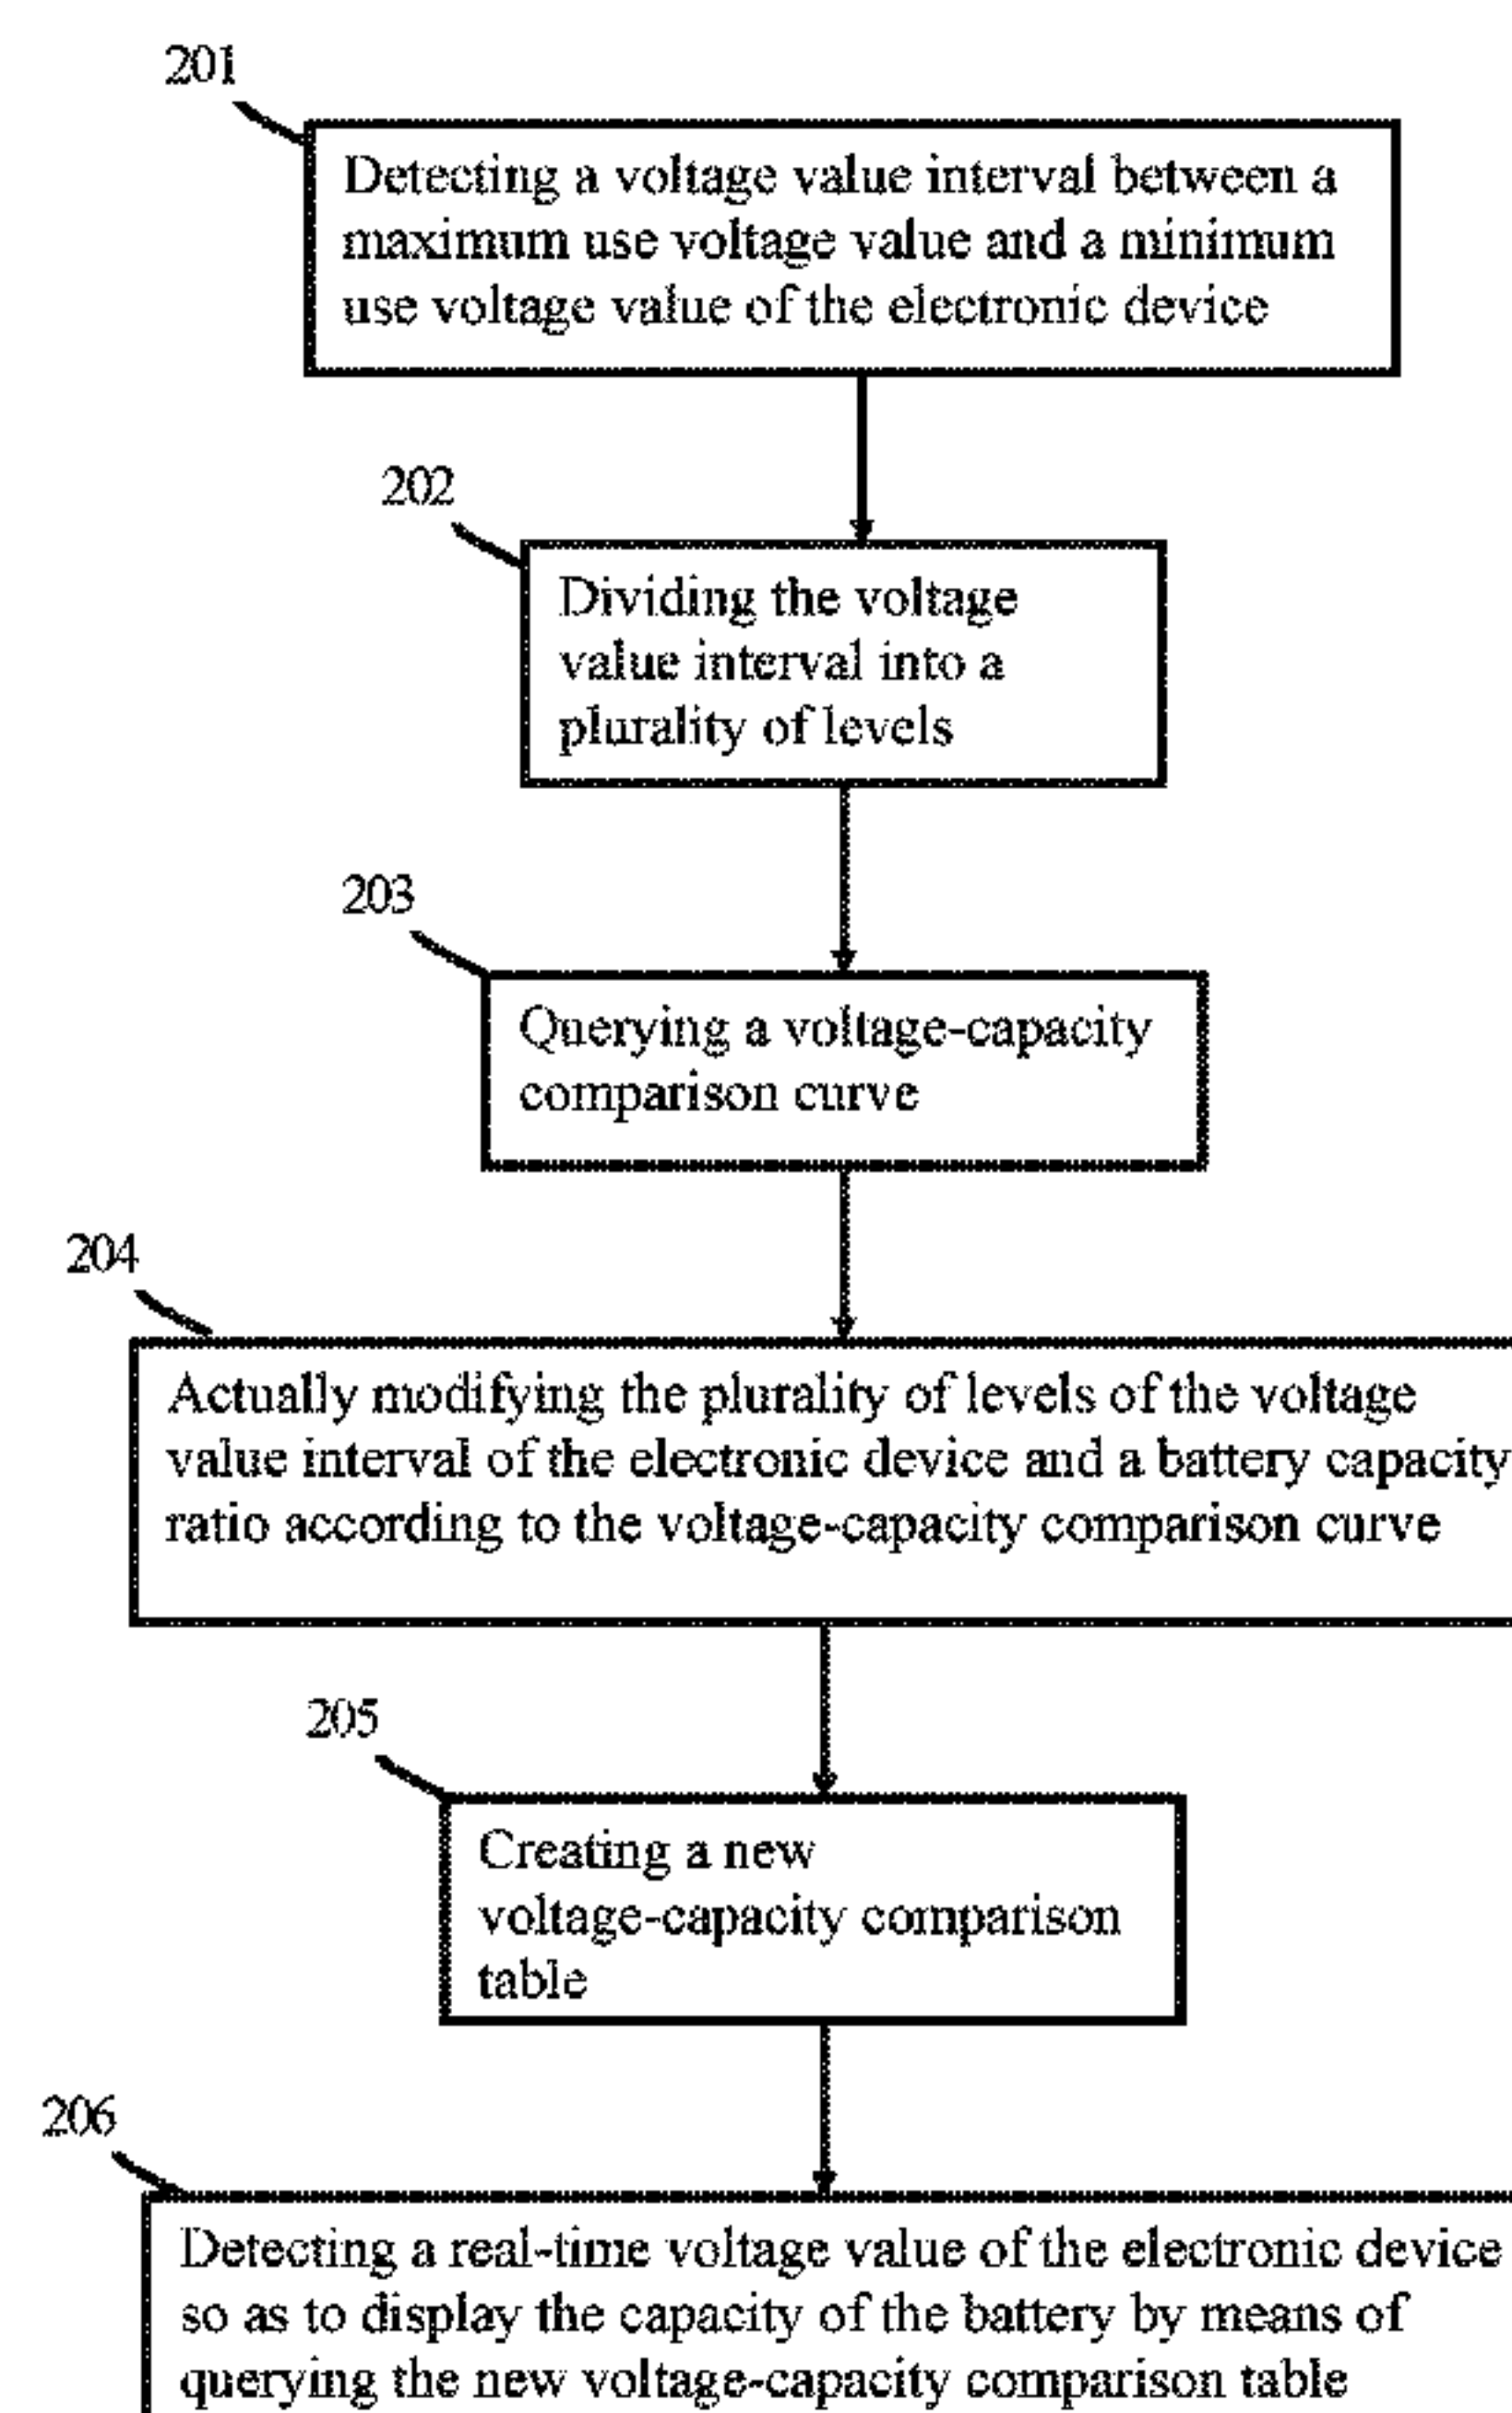 201
Detecting a voltage value interval between a
maximum use voltage value and a minimum
use voltage value of the electronic device
202
Dividing the voltage
value interval into a
plurality of levels
203
Querying a voltage-capacity
comparison curve
204
Actually modifying the plurality of levels of the voltage
value interval of the electronic device and a battery capacity
ratio according to the voltage-capacity comparison curve
205
Creating a new
voltage-capacity comparison
table
206
Detecting a real-time voltage value of the electronic device
so as to display the capacity of the battery by means of
querying the new voltage-capacity comparison table